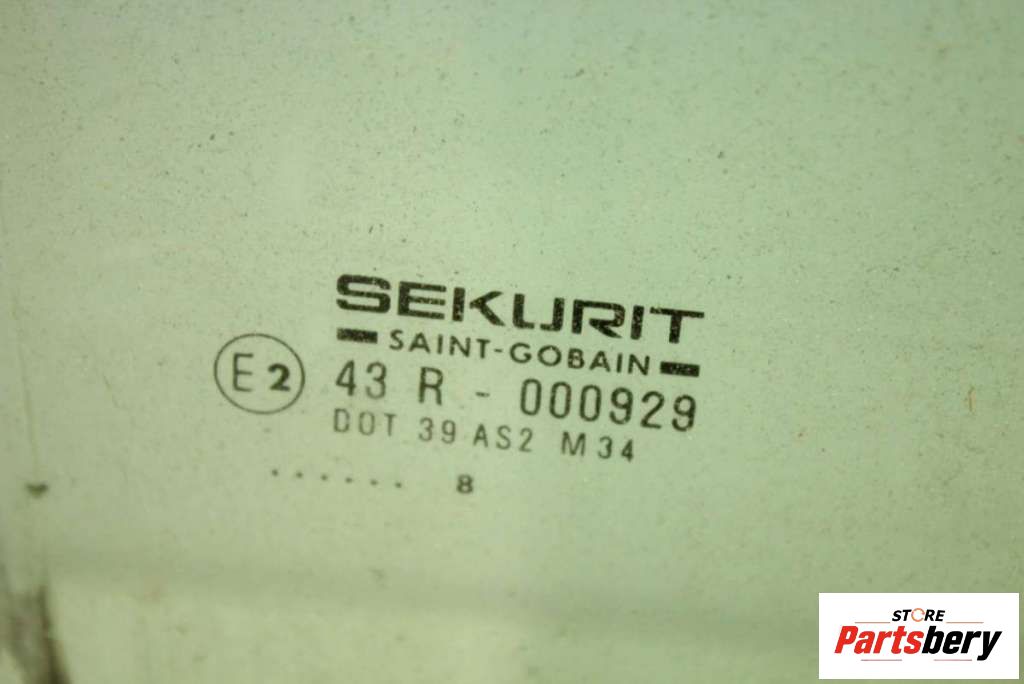 SEKURIT
SAINT-GOBAIN
E2 43 R - 000929
DOT 39 AS2 M34
...... 8
STORE
Partsbery